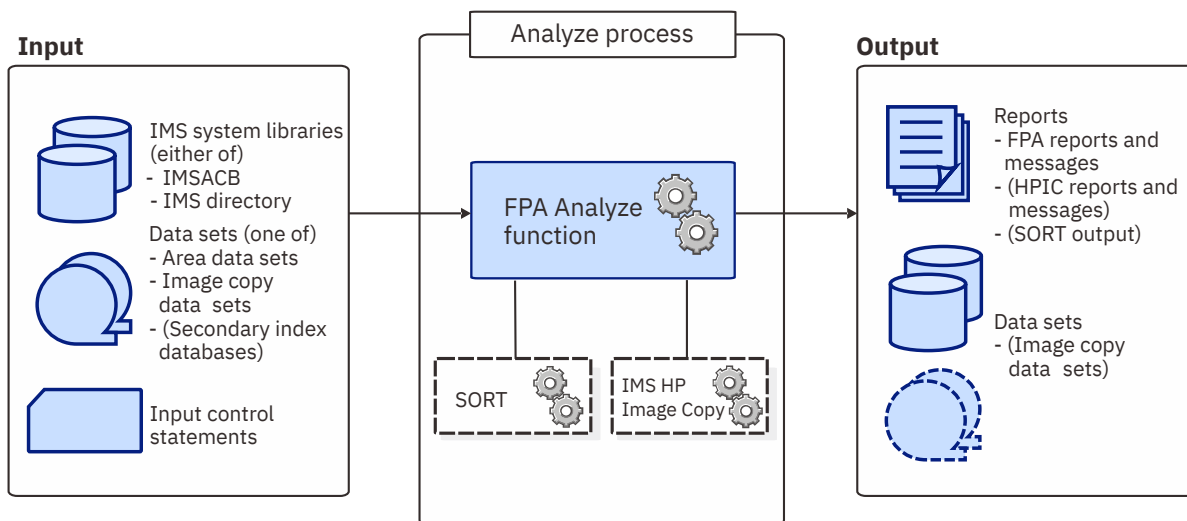 Input
IMS system libraries
(either of)
- IMSACB
- IMS directory
Data sets (one of)
- Area data sets
- Image copy
data sets
- (Secondary index
databases)
Input control
statements
Analyze process
FPA Analyze
function
SORT
IMS HP
Image Copy
Output
Reports
- FPA reports and
messages
- (HPIC reports and
messages)
- (SORT output)
Data sets
- (Image copy
data sets)